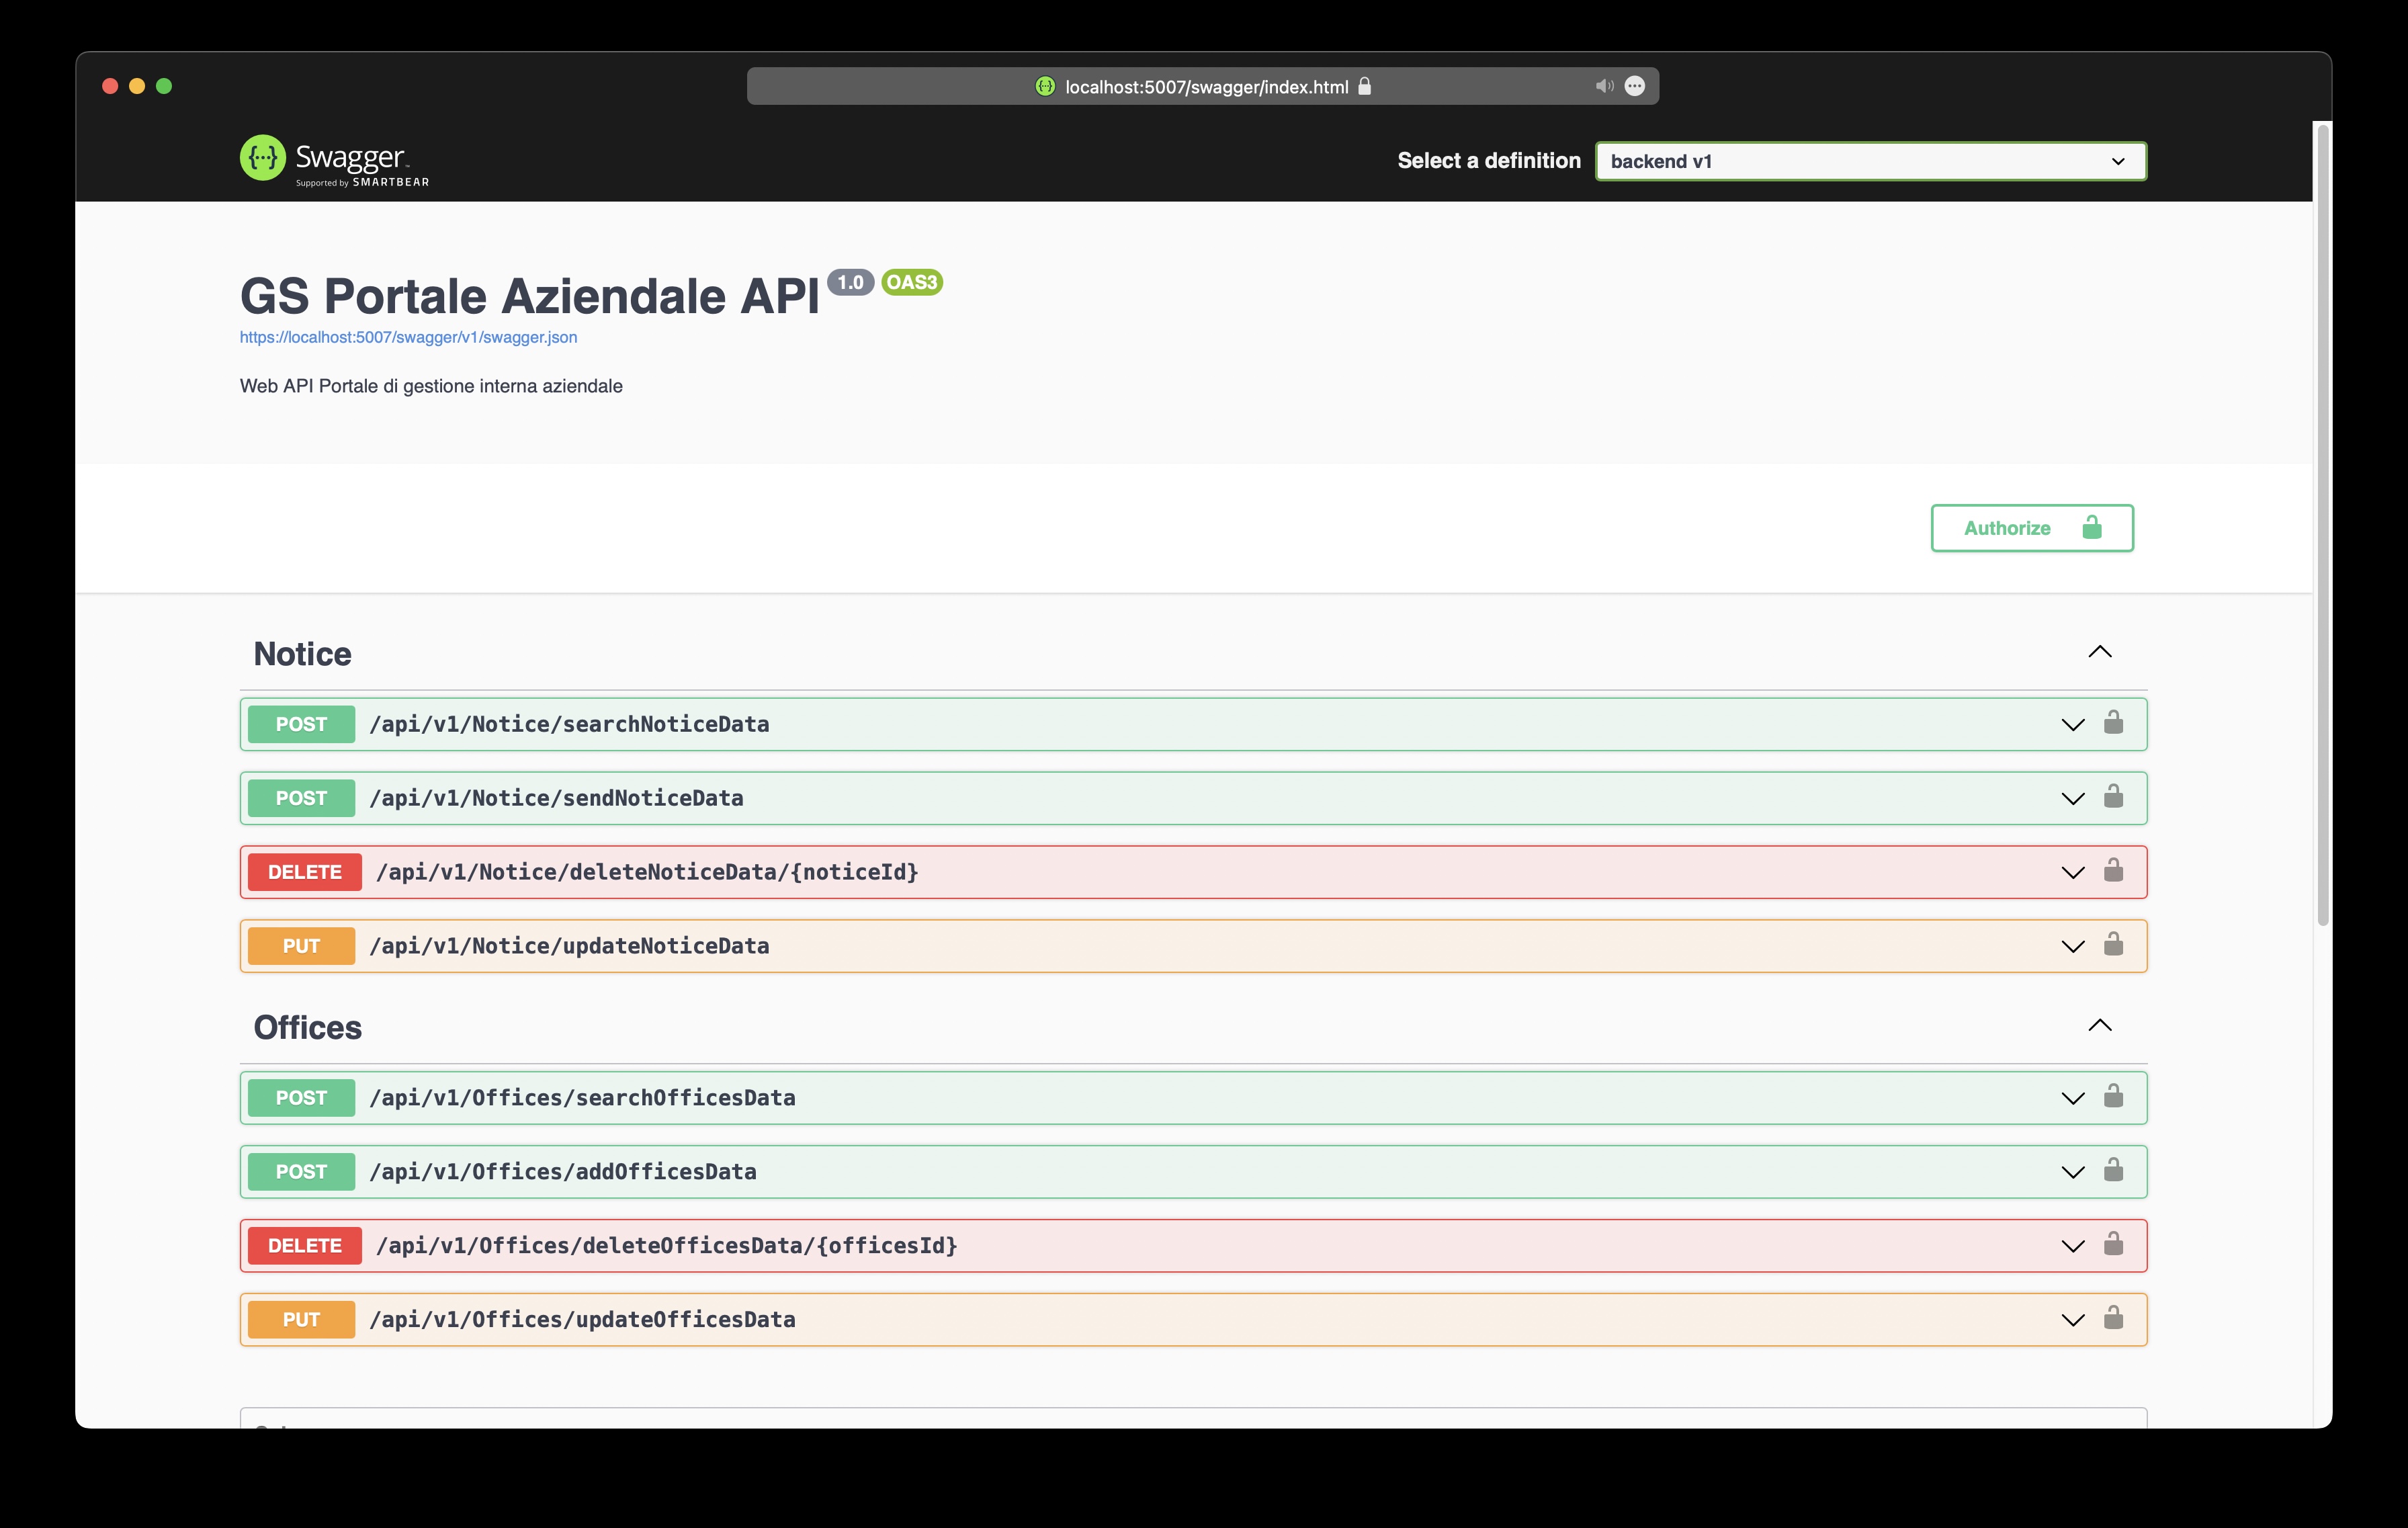 localhost:5007/swagger/index.html
Swagger
Supported by SMARTBEAR
Select a definition
backend v1
GS Portale Aziendale API 1.0 OAS3
https://localhost:5007/swagger/v1/swagger.json
Web API Portale di gestione interna aziendale
Authorize
Notice
POST /api/v1/Notice/searchNoticeData
POST /api/v1/Notice/sendNoticeData
DELETE /api/v1/Notice/deleteNoticeData/{noticeId}
PUT /api/v1/Notice/updateNoticeData
Offices
POST /api/v1/Offices/searchOfficesData
POST /api/v1/Offices/addOfficesData
DELETE /api/v1/Offices/deleteOfficesData/{officesId}
PUT /api/v1/Offices/updateOfficesData